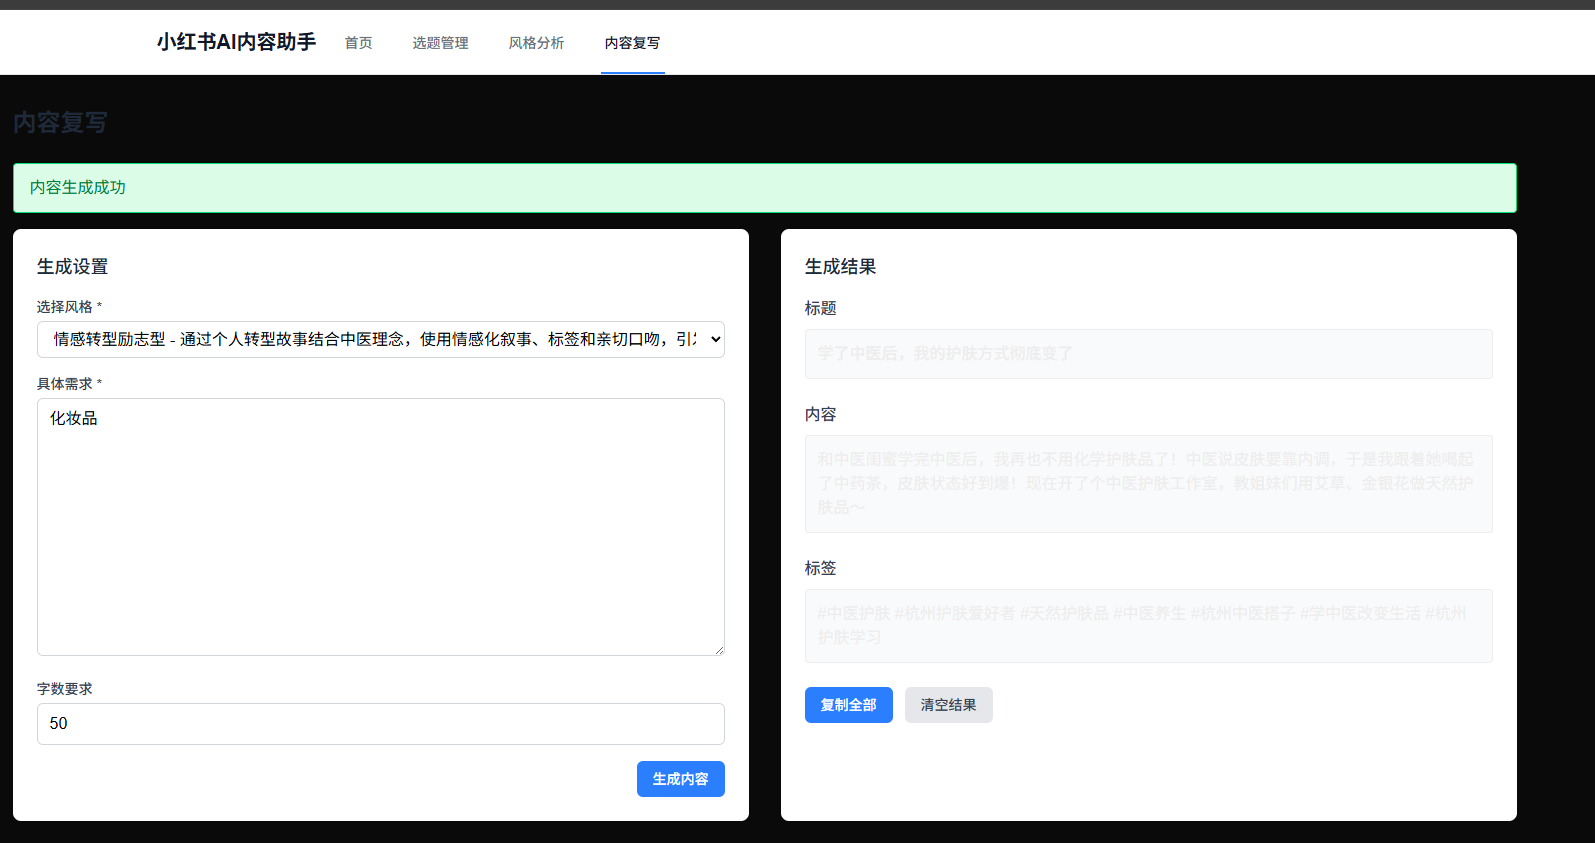 小红书AI内容助手 首页 选题管理 风格分析 内容复写
内容复写
内容生成成功
生成设置
选择风格 *
情感转型励志型 - 通过个人转型故事结合中医理念，使用情感化叙事、标签和亲切口吻，引
具体需求 *
化妆品
字数要求
50
生成内容
生成结果
标题
学了中医后，我的护肤方式彻底变了
内容
和中医闺蜜学完中医后，我再也不用化学护肤品了！中医说皮肤要靠内调，于是我跟着她喝起
了中药茶，皮肤状态好到爆！现在开了个中医护肤工作室，教姐妹们用艾草、金银花做天然护
肤品～
标签
#中医护肤 #杭州护肤爱好者 #天然护肤品 #中医养生 #杭州中医搭子 #学中医改变生活 #杭州
护肤学习
复制全部 清空结果